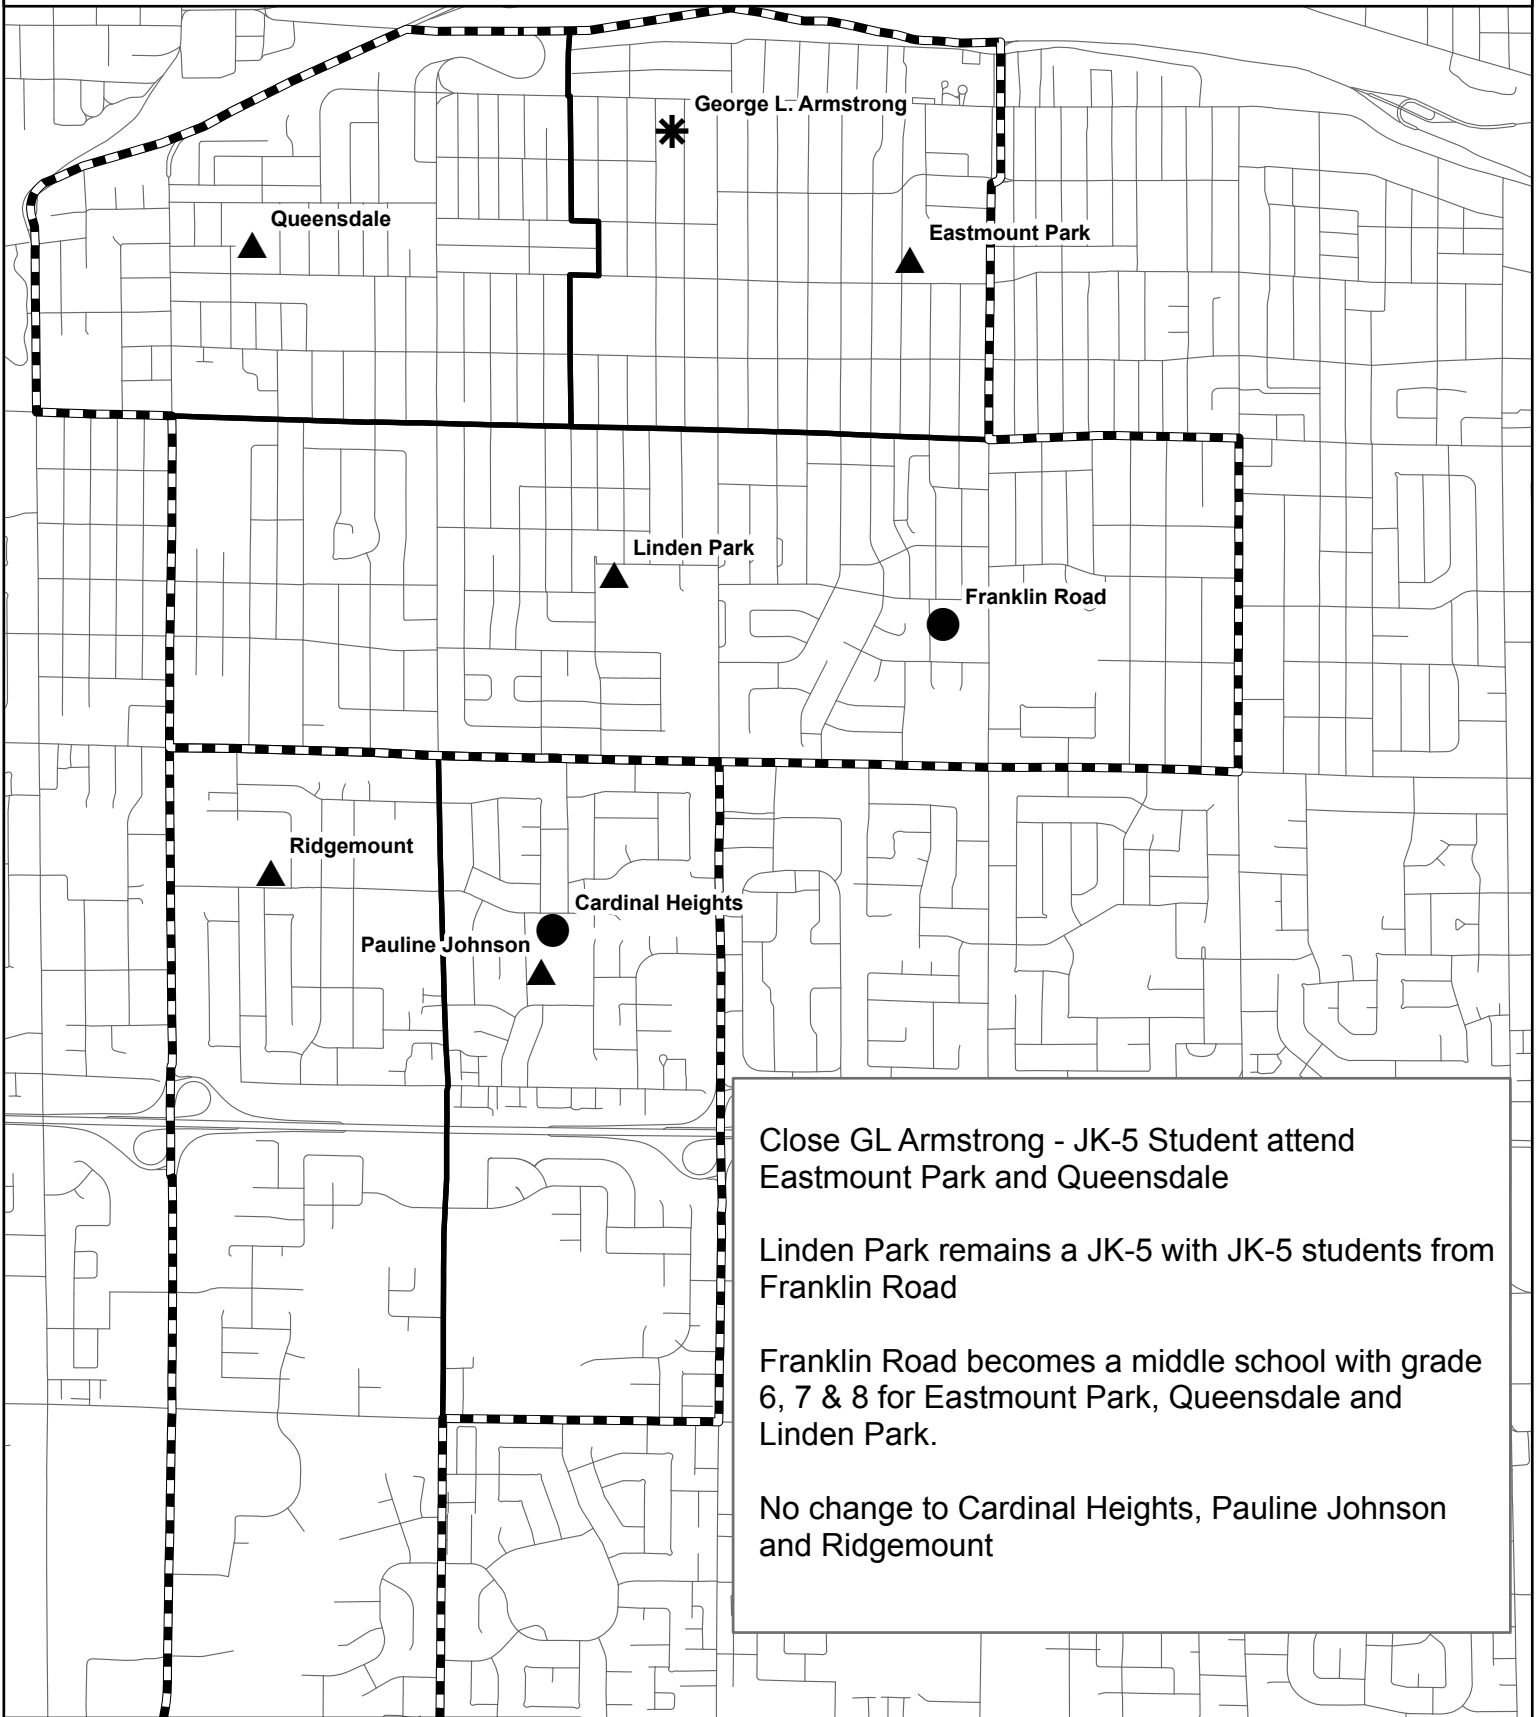 George L. Armstrong
Queensdale
Eastmount Park
Linden Park
Franklin Road
Ridgemount
Cardinal Heights
Pauline Johnson
Close GL Armstrong - JK-5 Student attend
Eastmount Park and Queensdale
Linden Park remains a JK-5 with JK-5 students from
Franklin Road
Franklin Road becomes a middle school with grade
6, 7 & 8 for Eastmount Park, Queensdale and
Linden Park.
No change to Cardinal Heights, Pauline Johnson
and Ridgemount